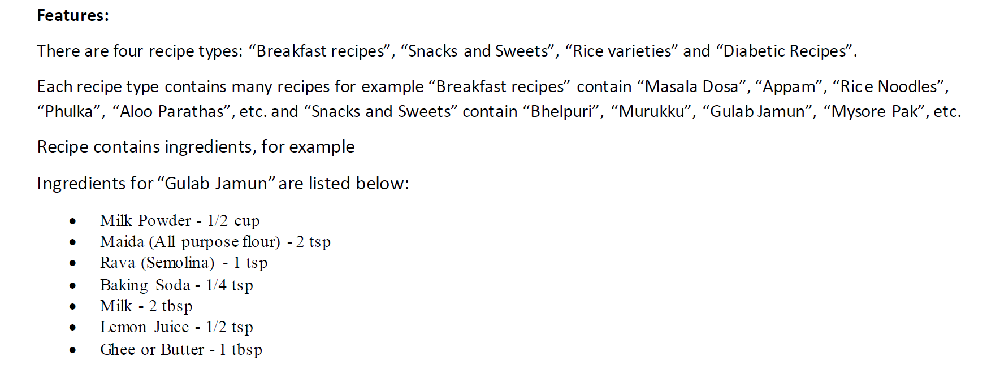 Features:
There are four recipe types: “Breakfast recipes”, “Snacks and Sweets”, “Rice varieties” and “Diabetic Recipes”.
Each recipe type contains many recipes for example “Breakfast recipes” contain “Masala Dosa”, “Appam”, “Rice Noodles”,
“Phulka”, “Aloo Parathas”, etc. and “Snacks and Sweets” contain “Bhelpuri”, “Murukku”, “Gulab Jamun”, “Mysore Pak”, etc.
Recipe contains ingredients, for example
Ingredients for “Gulab Jamun” are listed below:
• Milk Powder - 1/2 cup
• Maida (All purpose flour) - 2 tsp
• Rava (Semolina) - 1 tsp
• Baking Soda - 1/4 tsp
• Milk - 2 tbsp
• Lemon Juice - 1/2 tsp
• Ghee or Butter - 1 tbsp